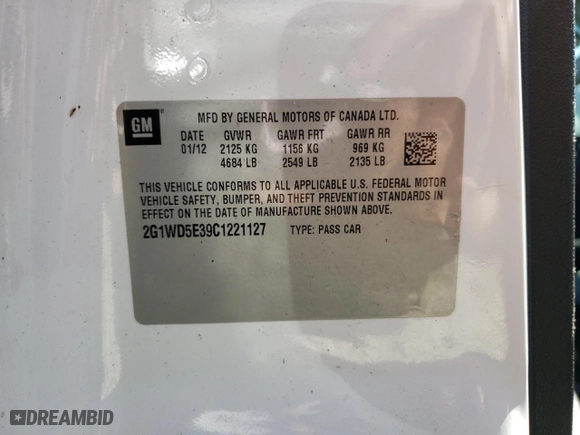 GM
MFD BY GENERAL MOTORS OF CANADA LTD.
DATE GVWR GAWR FRT GAWR RR
01/12 2125 KG 1156 KG 969 KG
4684 LB 2549 LB 2135 LB
THIS VEHICLE CONFORMS TO ALL APPLICABLE U.S. FEDERAL MOTOR
VEHICLE SAFETY, BUMPER, AND THEFT PREVENTION STANDARDS IN
EFFECT ON THE DATE OF MANUFACTURE SHOWN ABOVE.
2G1WD5E39C1221127 TYPE: PASS CAR
DREAMBID